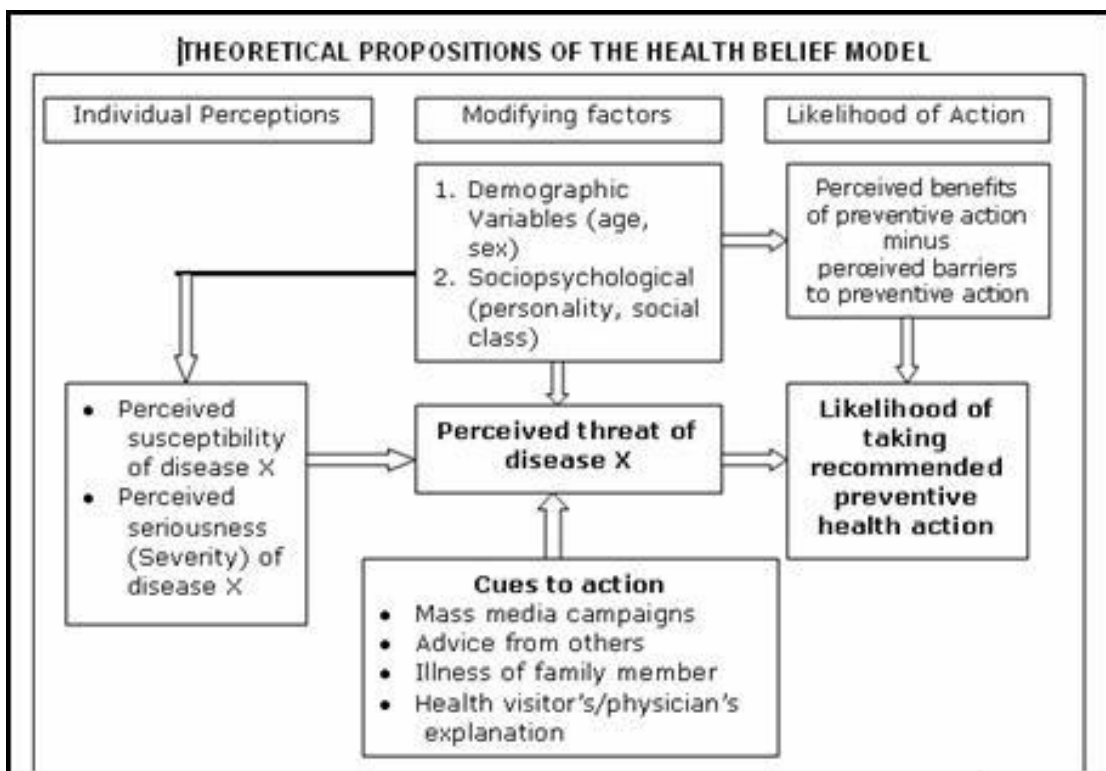 THEORETICAL PROPOSITIONS OF THE HEALTH BELIEF MODEL
Individual Perceptions
Modifying factors
Likelihood of Action
1. Demographic
Variables (age,
sex)
2. Sociopsychological
(personality, social
class)
Perceived benefits
of preventive action
minus
perceived barriers
to preventive action
• Perceived
susceptibility
of disease X
• Perceived
seriousness
(Severity) of
disease X
Perceived threat of
disease X
Likelihood of
taking
recommended
preventive
health action
Cues to action
• Mass media campaigns
• Advice from others
• Illness of family member
• Health visitor's/physician's
explanation